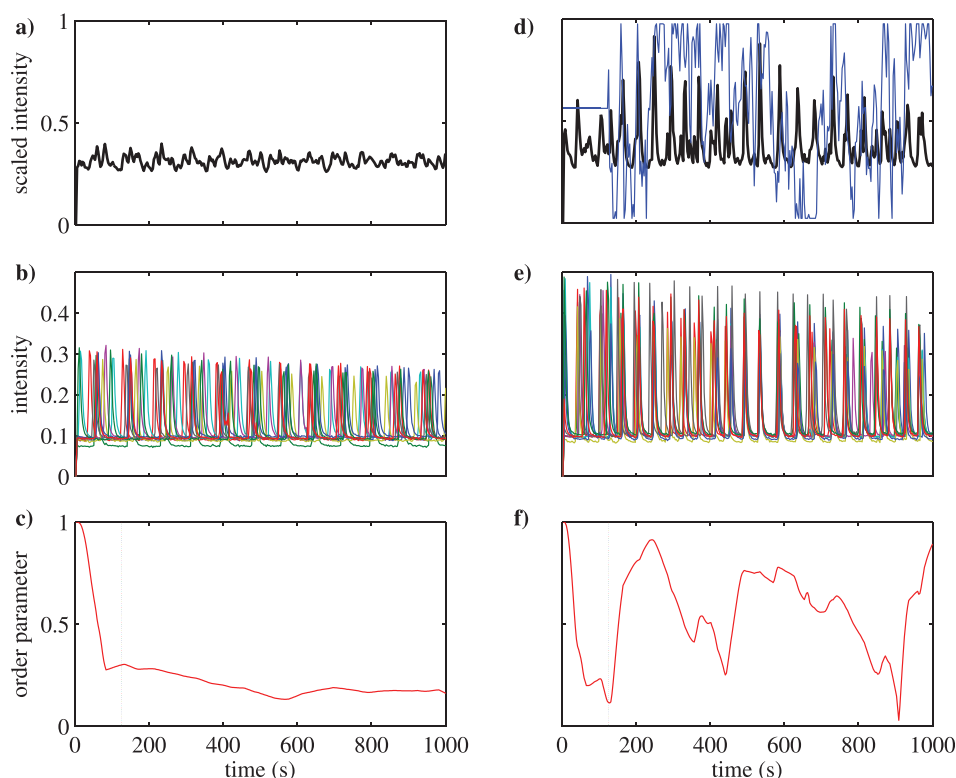 a)
1
0.5
0
scaled intensity
d)
b)
0.4
0.3
0.2
0.1
0
intensity
e)
c)
1
0.5
0
order parameter
0 200 400 600 800 1000
time (s)
f)
0 200 400 600 800 1000
time (s)